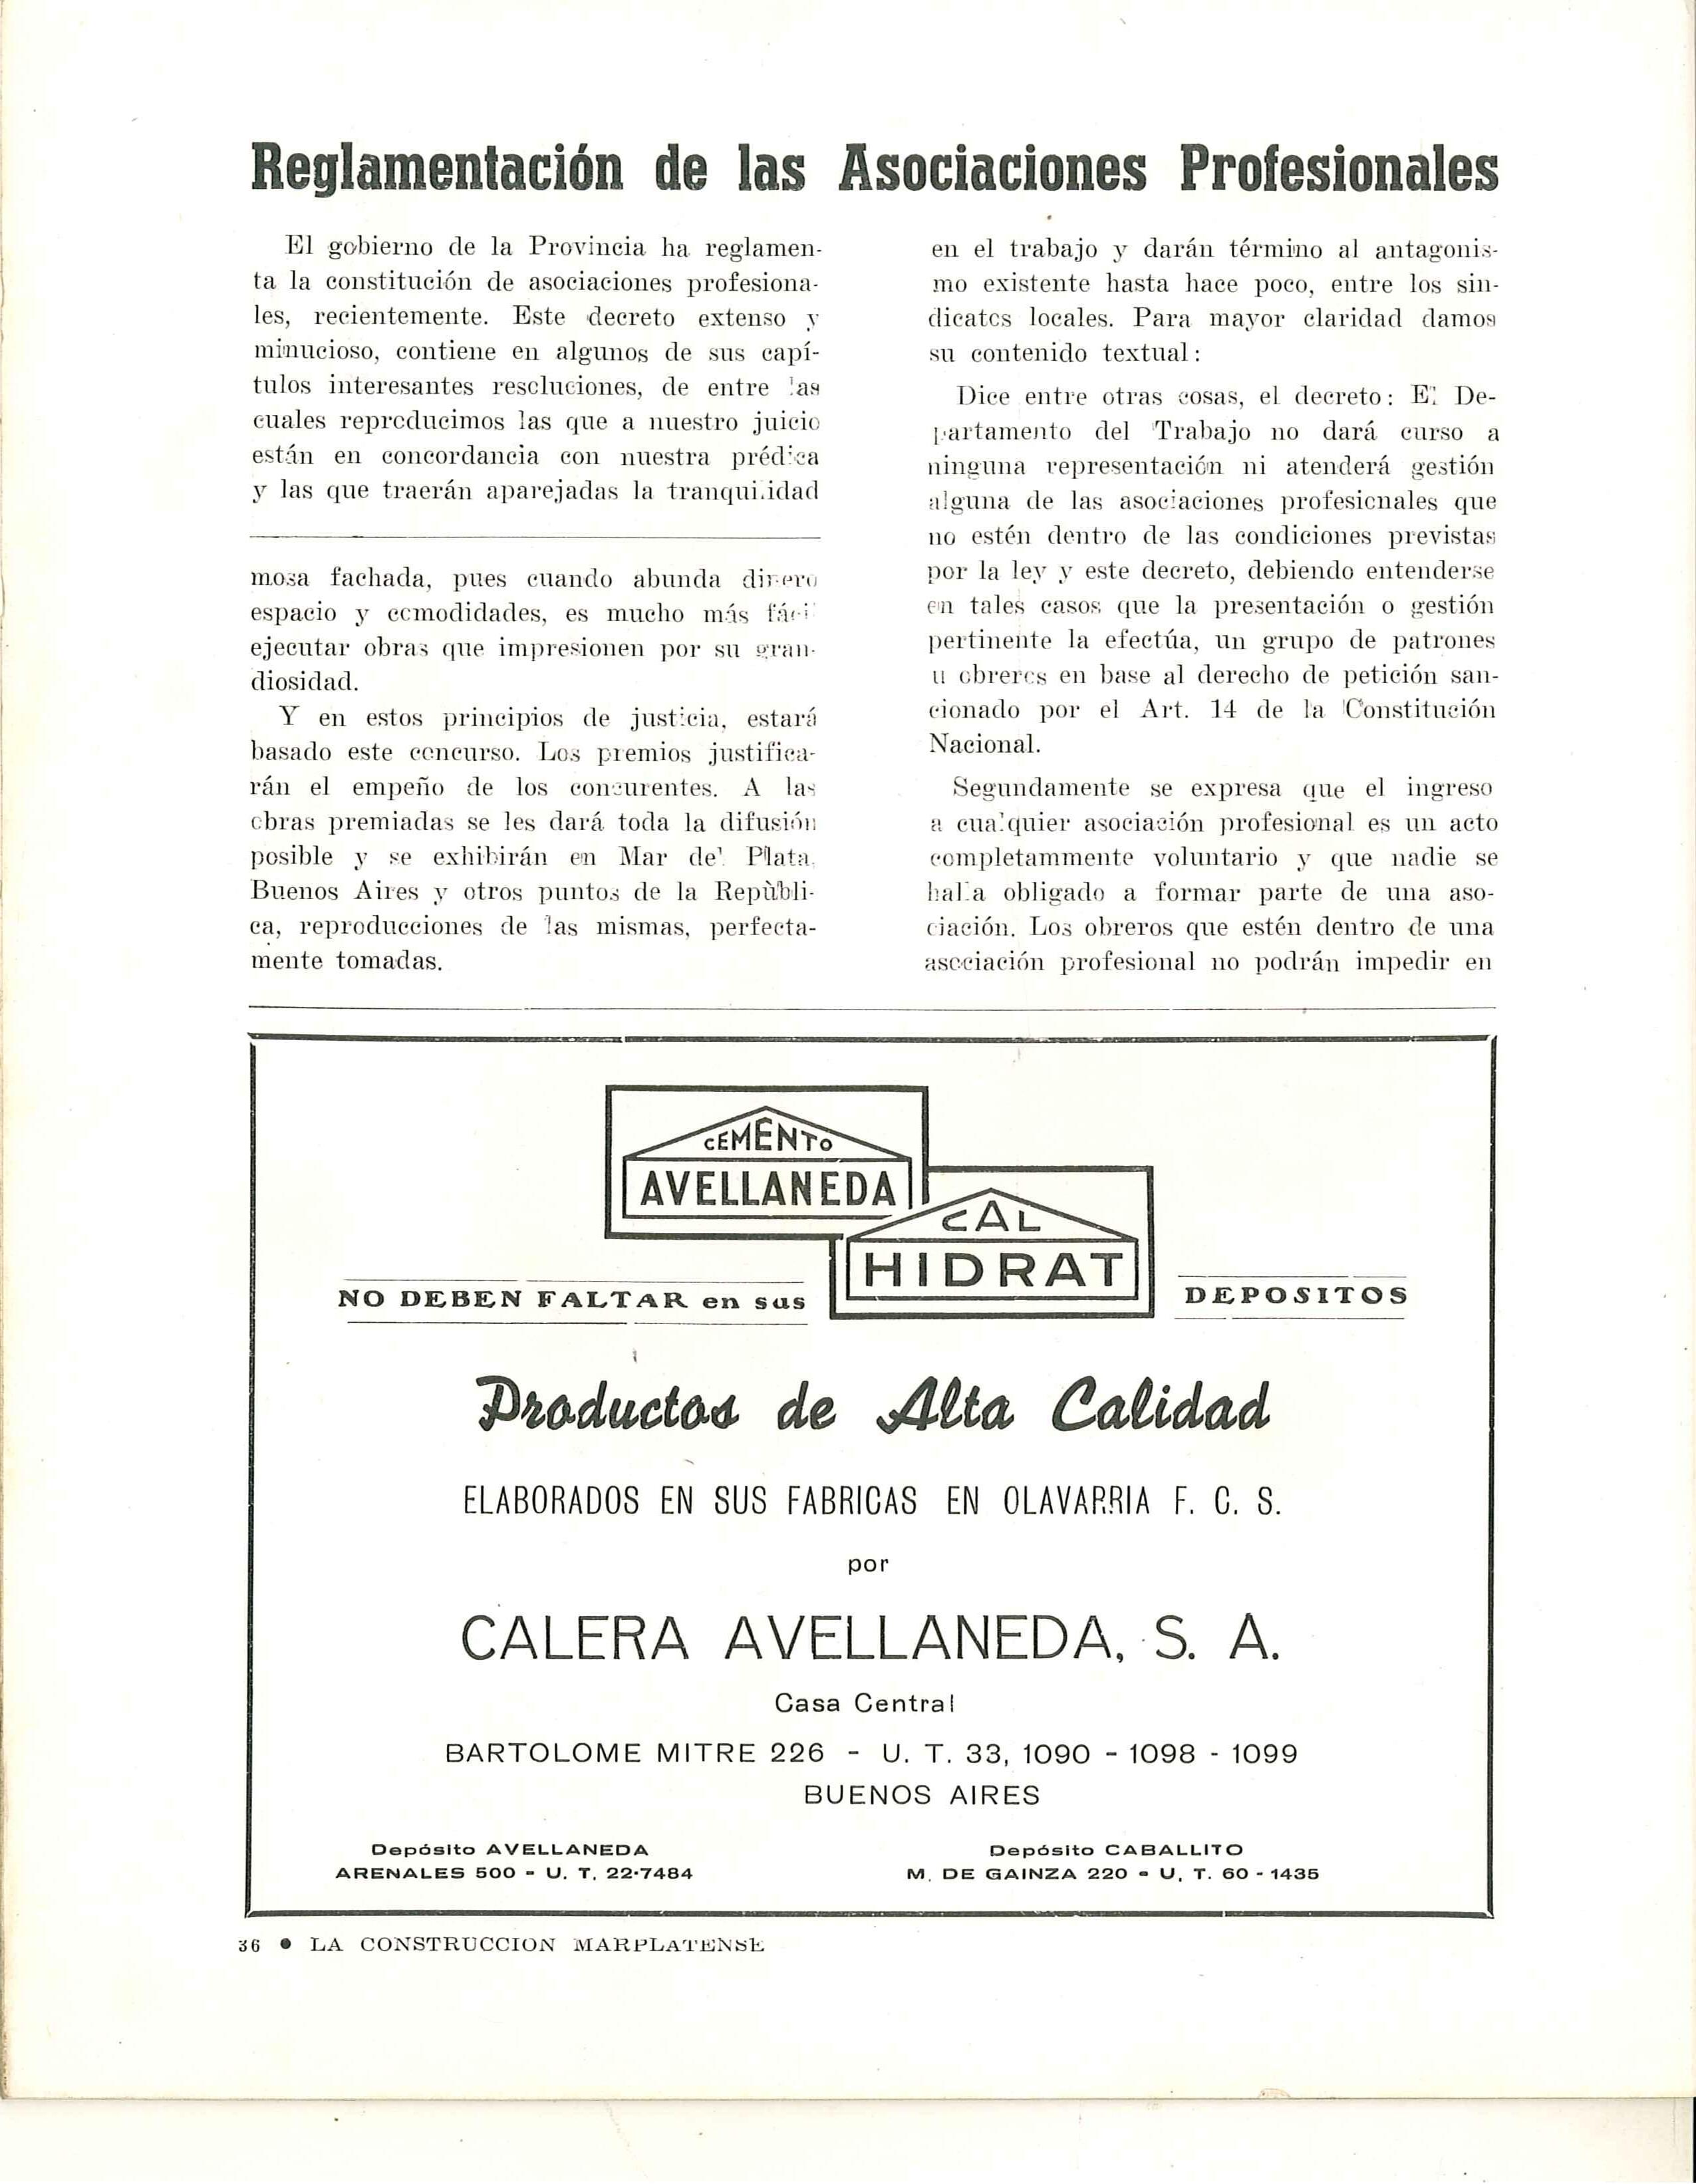 Reglamentación de las Asociaciones Profesionales
El gobierno de la Provincia ha reglamen-
ta la constitución de asociaciones profesiona-
les, recientemente. Este decreto extenso y
minucioso, contiene en algunos de sus capí-
tulos interesantes resoluciones, de entre las
cuales reproducimos las que a nuestro juicio
están en concordancia con nuestra prédica
y las que traerán aparejadas la tranquilidad
en el trabajo y darán término al antagonis-
mo existente hasta hace poco, entre los sin-
dicatos locales. Para mayor claridad damos
su contenido textual:
Dice entre otras cosas, el decreto: El De-
partamento del Trabajo no dará curso a
ninguna representación ni atenderá gestión
alguna de las asociaciones profesionales que
no estén dentro de las condiciones previstas
por la ley y este decreto, debiendo entenderse
en tales casos que la presentación o gestión
pertinente la efectúa, un grupo de patrones
u obreros en base al derecho de petición san-
cionado por el Art. 14 de la Constitución
Nacional.
Segundamente se expresa que el ingreso
a cualquier asociación profesional es un acto
completammente voluntario y que nadie se
halla obligado a formar parte de una aso-
ciación. Los obreros que estén dentro de una
asociación profesional no podrán impedir en
mosa fachada, pues cuando abunda dinero
espacio y comodidades, es mucho más fácil
ejecutar obras que impresionen por su gran-
diosidad.
Y en estos principios de justicia, estará
basado este concurso. Los premios justifica-
rán el empeño de los concurentes. A las
obras premiadas se les dará toda la difusión
posible y se exhibirán en Mar del Plata,
Buenos Aires y otros puntos de la Repùbli-
ca, reproducciones de las mismas, perfecta-
mente tomadas.
CEMENTO
AVELLANEDA
CAL
HIDRAT
NO DEBEN FALTAR en sus DEPOSITOS
Productos de Alta Calidad
ELABORADOS EN SUS FABRICAS EN OLAVARRIA F. C. S.
por
CALERA AVELLANEDA, S. A.
Casa Central
BARTOLOME MITRE 226 - U. T. 33, 1090 - 1098 - 1099
BUENOS AIRES
Depósito AVELLANEDA
ARENALES 500 - U. T. 22-7484
Depósito CABALLITO
M. DE GAINZA 220 - U. T. 60 - 1435
36 ● LA CONSTRUCCION MARPLATENSE